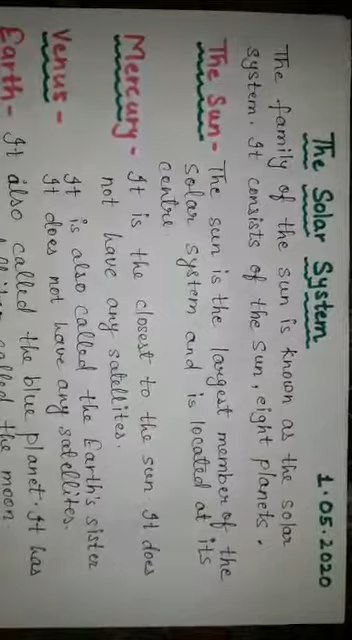 The Solar System 1.05.2020
The family of the sun is known as the solar
system. It consists of the sun, eight planets.
The Sun - The sun is the largest member of the
solar system and is located at its
centre.
Mercury - It is the closest to the sun It does
not have any satellites.
Venus - It is also called the Earth's sister
It does not have any satellites.
Earth - It also called the blue planet. It has
called the moon.